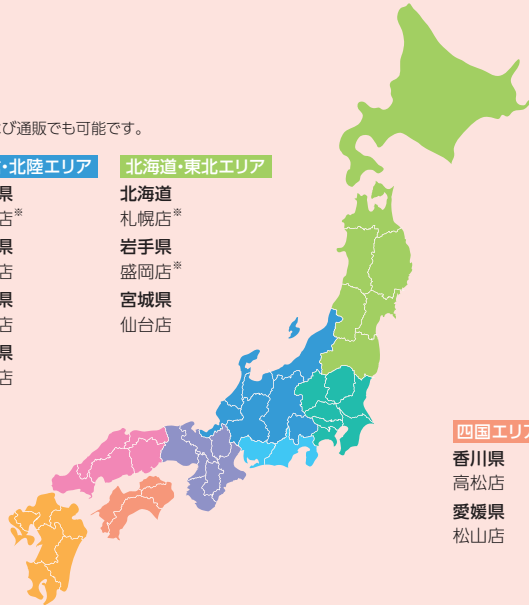 び通販でも可能です。
・北陸エリア
県
店※
県
店
県
店
県
店
北海道・東北エリア
北海道
札幌店※
岩手県
盛岡店※
宮城県
仙台店
四国エリア
香川県
高松店
愛媛県
松山店